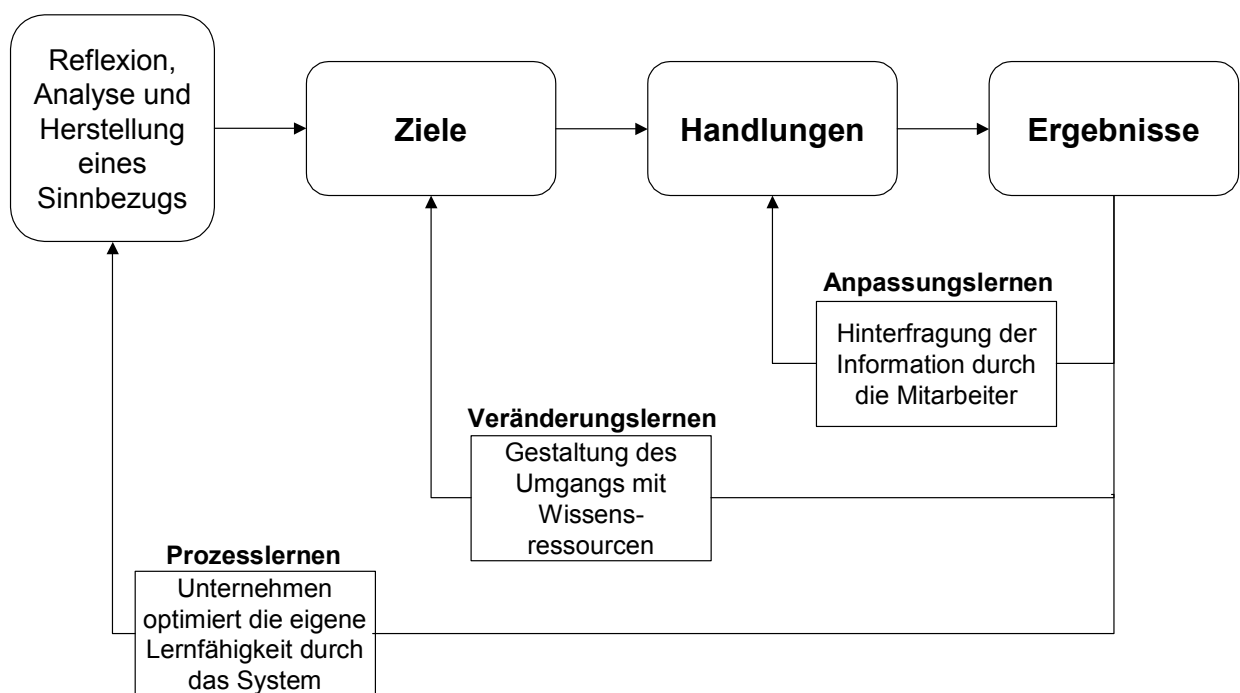 Reflexion,
Analyse und
Herstellung
eines
Sinnbezugs
Ziele
Handlungen
Ergebnisse
Anpassungslernen
Hinterfragung der
Information durch
die Mitarbeiter
Veränderungslernen
Gestaltung des
Umgangs mit
Wissens-
ressourcen
Prozesslernen
Unternehmen
optimiert die eigene
Lernfähigkeit durch
das System